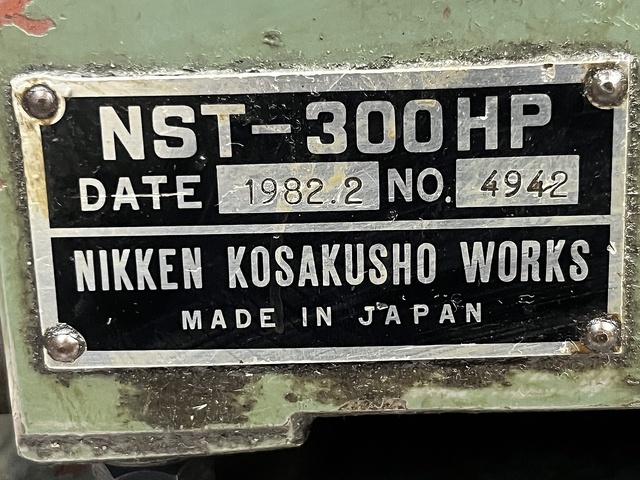 NST-300HP
DATE 1982.2 NO. 4942
NIKKEN KOSAKUSHO WORKS
MADE IN JAPAN